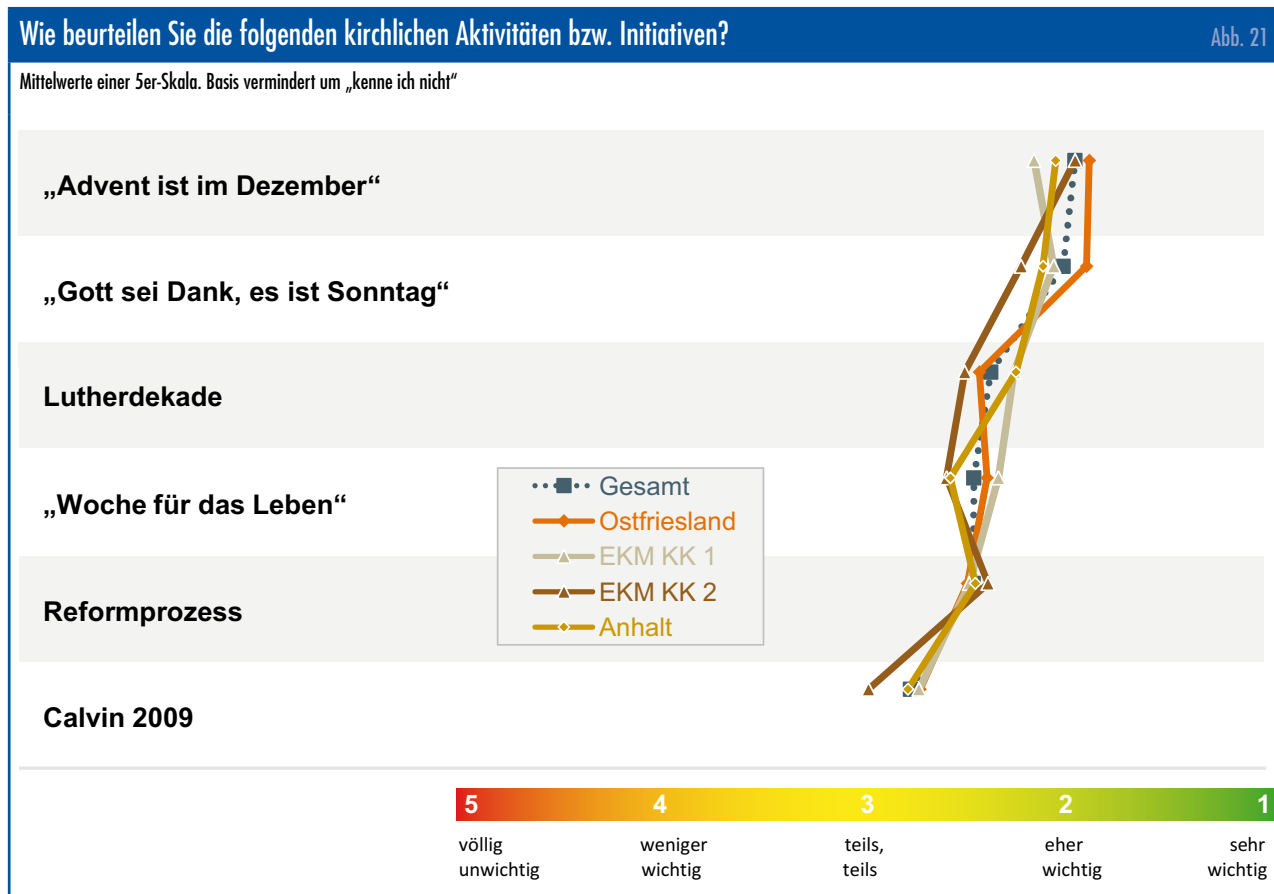 Wie beurteilen Sie die folgenden kirchlichen Aktivitäten bzw. Initiativen?
Abb. 21
Mittelwerte einer 5er-Skala. Basis vermindert um „kenne ich nicht“
„Advent ist im Dezember“
„Gott sei Dank, es ist Sonntag“
Lutherdekade
„Woche für das Leben“
Reformprozess
Calvin 2009
Gesamt
Ostfriesland
EKM KK 1
EKM KK 2
Anhalt
5 4 3 2 1
völlig weniger teils, eher sehr
unwichtig wichtig teils wichtig wichtig